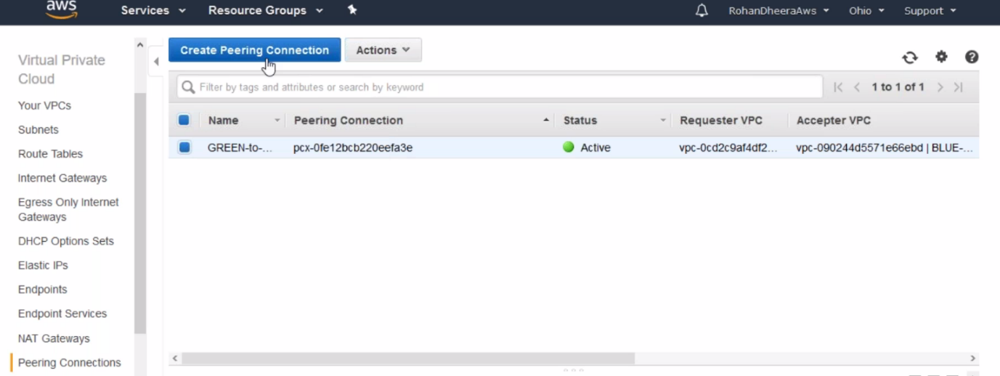 aws Services Resource Groups RohanDheeraAws Ohio Support
Virtual Private
Cloud
Your VPCs
Subnets
Route Tables
Internet Gateways
Egress Only Internet
Gateways
DHCP Options Sets
Elastic IPs
Endpoints
Endpoint Services
NAT Gateways
Peering Connections
Create Peering Connection Actions
Filter by tags and attributes or search by keyword 1 to 1 of 1
Name Peering Connection Status Requester VPC Accepter VPC
GREEN-to-... pcx-0fe12bcb220eefa3e Active vpc-0cd2c9af4df2... vpc-090244d5571e66ebd | BLUE-...